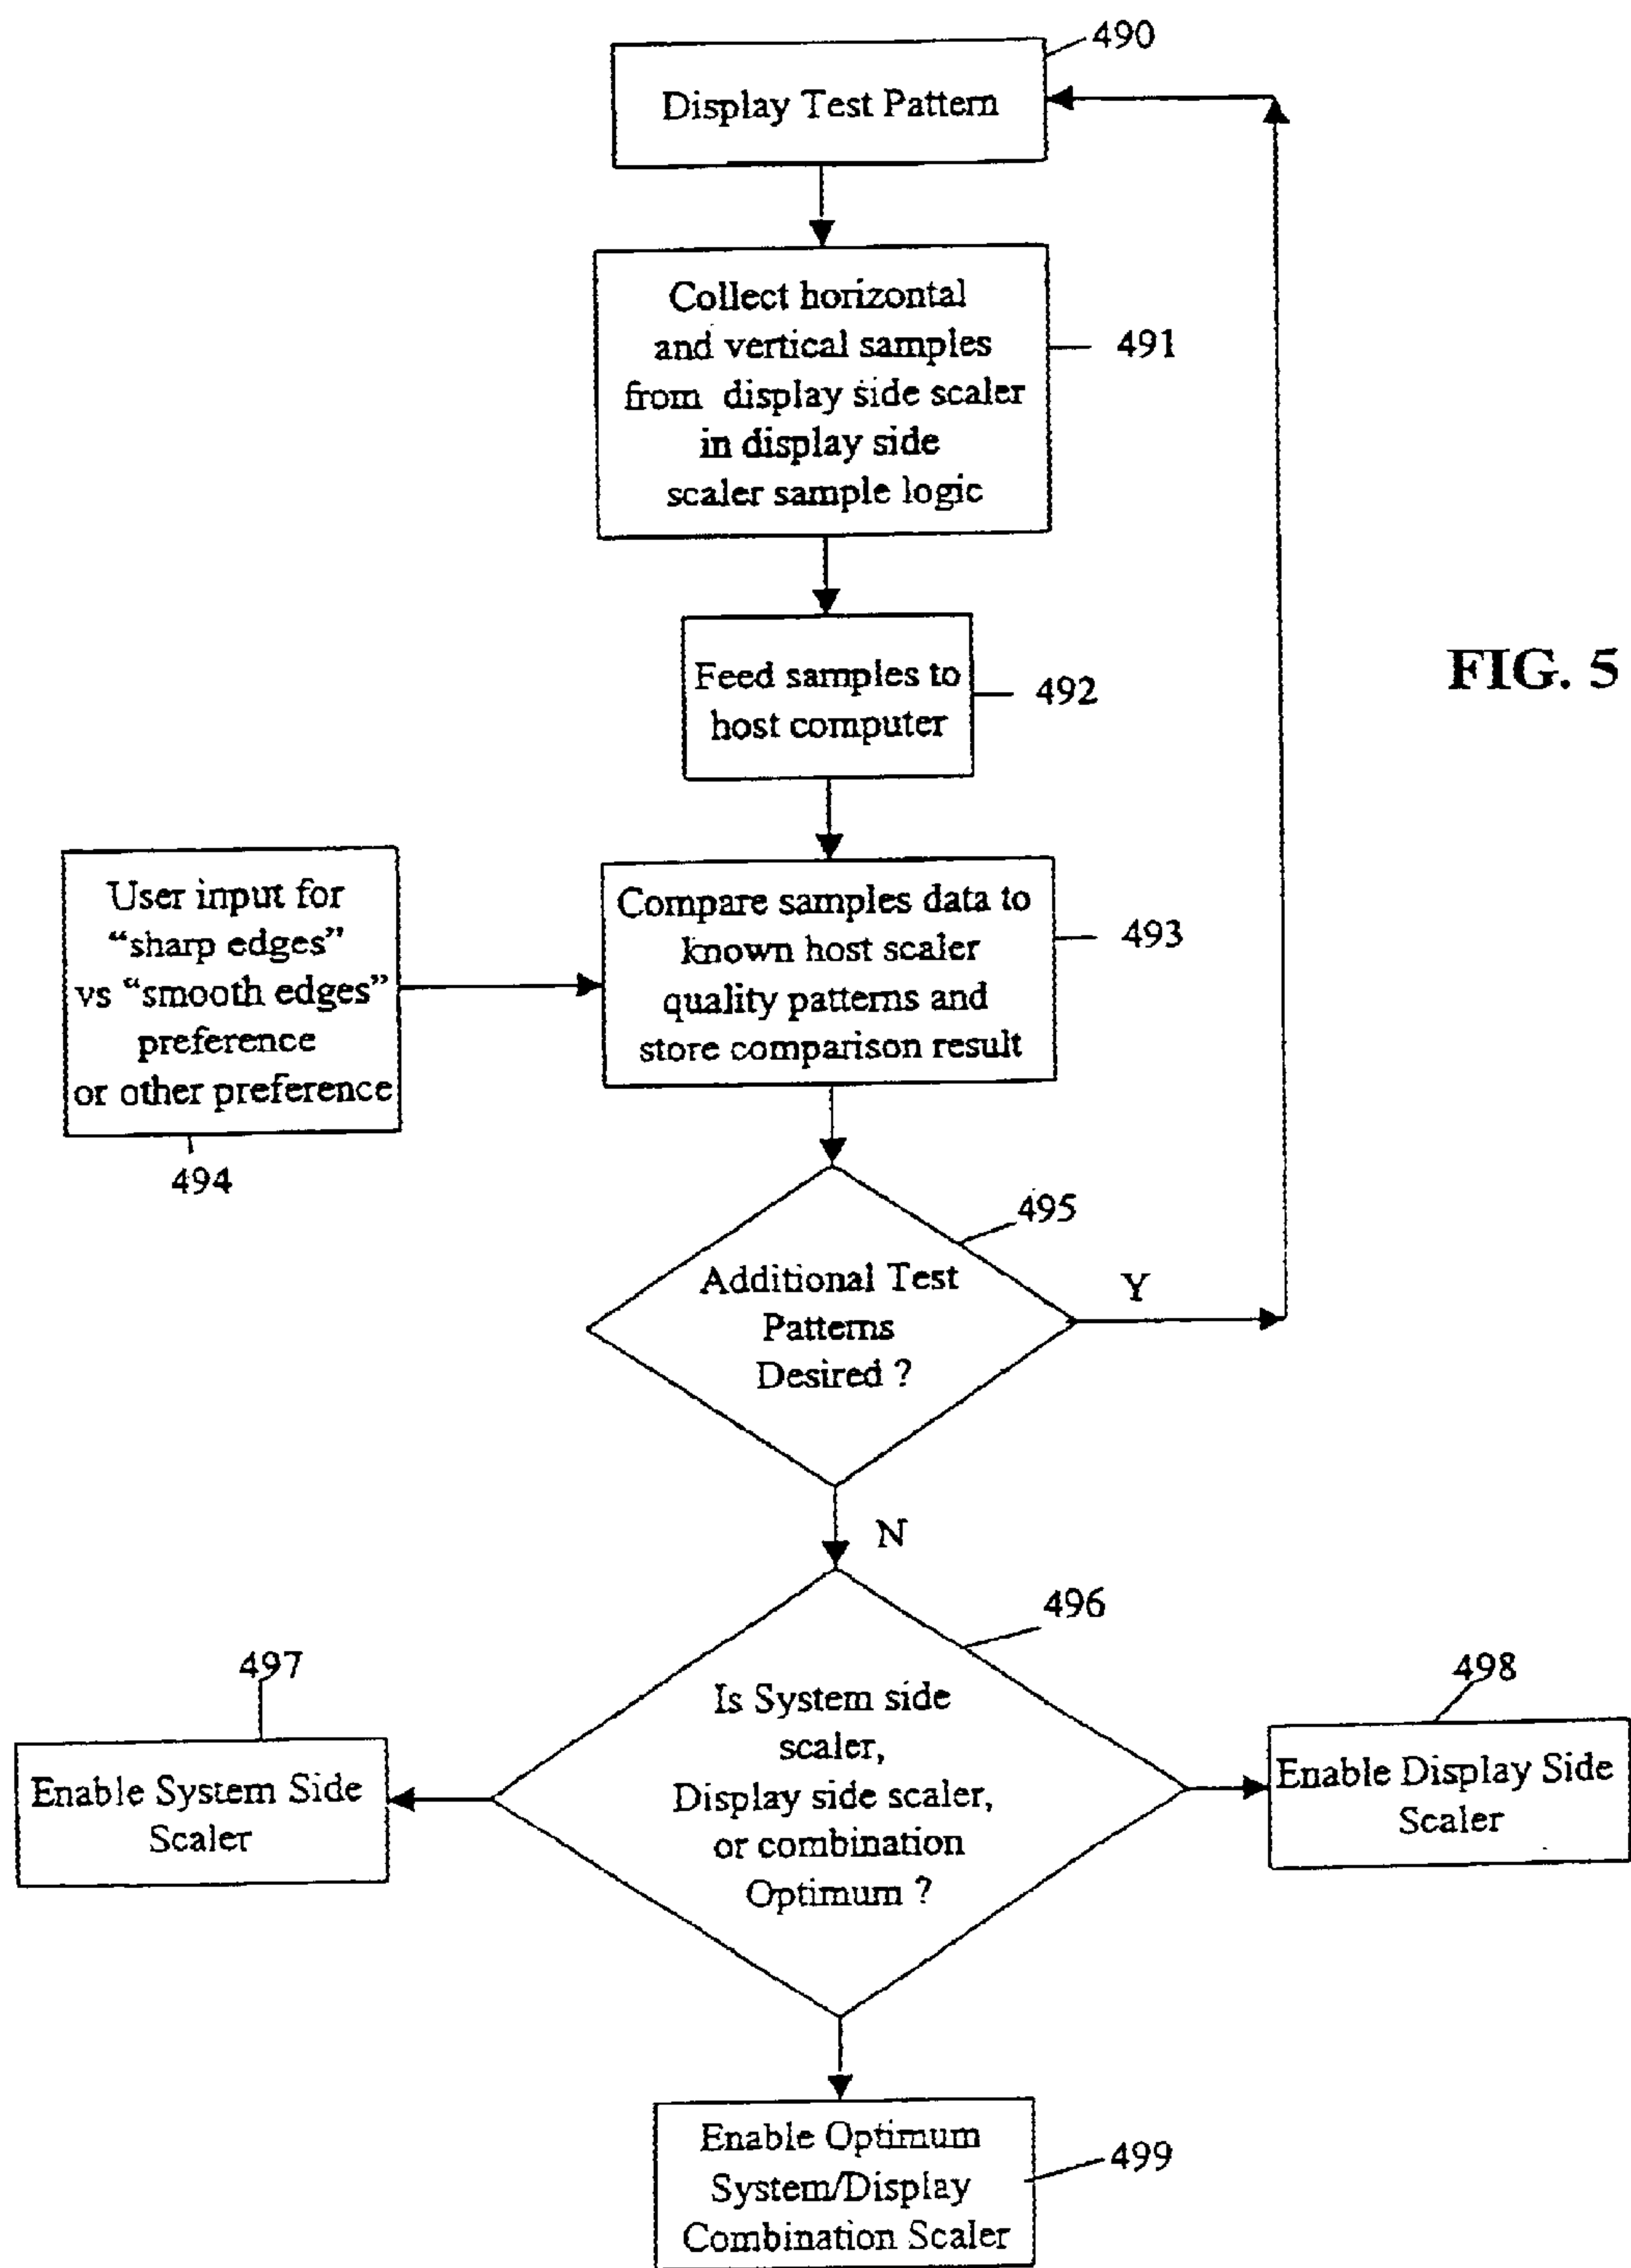 490
Display Test Pattern
Collect horizontal
and vertical samples
from display side scaler
in display side
scaler sample logic
491
Feed samples to
host computer
492
FIG. 5
User input for
“sharp edges”
vs “smooth edges”
preference
or other preference
494
Compare samples data to
known host scaler
quality patterns and
store comparison result
493
495
Additional Test
Patterns
Desired ?
Y
N
496
Is System side
scaler,
Display side scaler,
or combination
Optimum ?
497
Enable System Side
Scaler
498
Enable Display Side
Scaler
Enable Optimum
System/Display
Combination Scaler
499